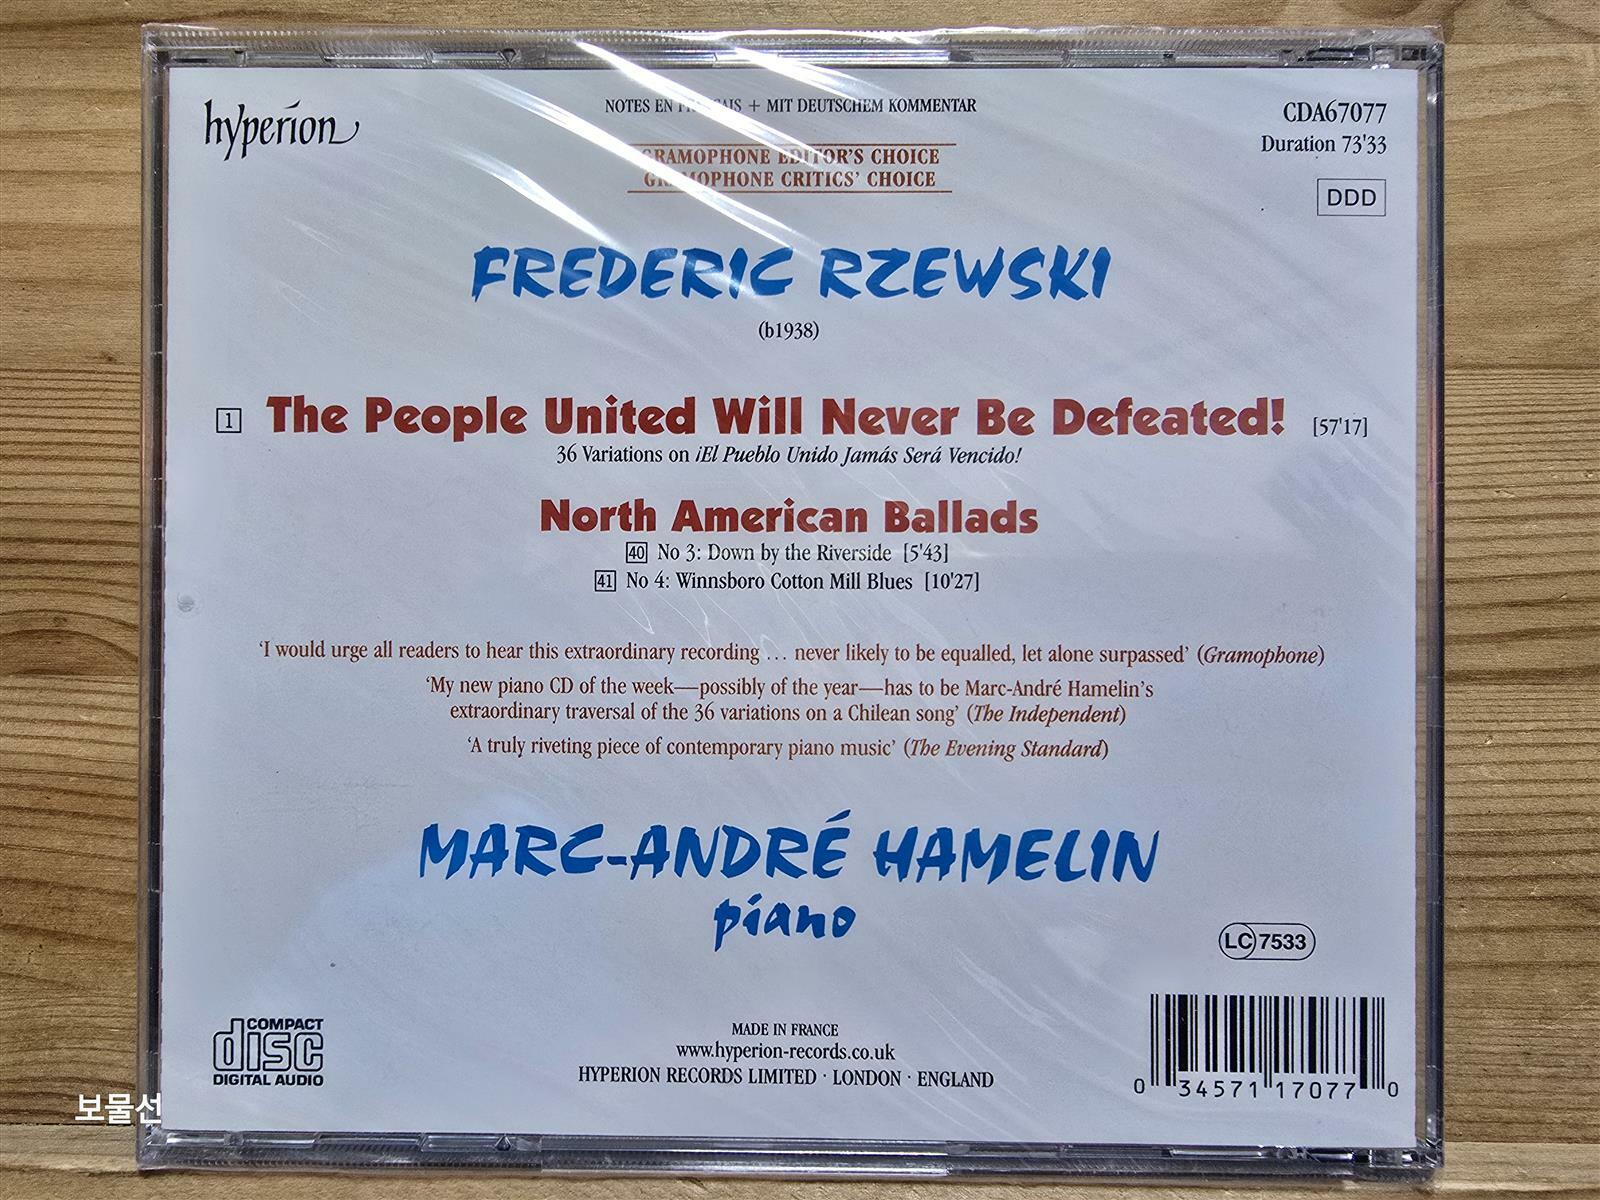 hyperion
NOTES EN FRANÇAIS + MIT DEUTSCHEM KOMMENTAR
CDA67077
Duration 73'33
DDD
GRAMOPHONE EDITOR'S CHOICE
GRAMOPHONE CRITICS' CHOICE
FREDERIC RZEWSKI
(b1938)
1 The People United Will Never Be Defeated! [57'17]
36 Variations on ¡El Pueblo Unido Jamás Será Vencido!
North American Ballads
40 No 3: Down by the Riverside [5'43]
41 No 4: Winnsboro Cotton Mill Blues [10'27]
‘I would urge all readers to hear this extraordinary recording … never likely to be equalled, let alone surpassed’ (Gramophone)
‘My new piano CD of the week—possibly of the year—has to be Marc-André Hamelin’s
extraordinary traversal of the 36 variations on a Chilean song’ (The Independent)
‘A truly riveting piece of contemporary piano music’ (The Evening Standard)
MARC-ANDRÉ HAMELIN
piano
LC 7533
COMPACT
disc
DIGITAL AUDIO
MADE IN FRANCE
www.hyperion-records.co.uk
HYPERION RECORDS LIMITED · LONDON · ENGLAND
0 34571 17077 0
보물선